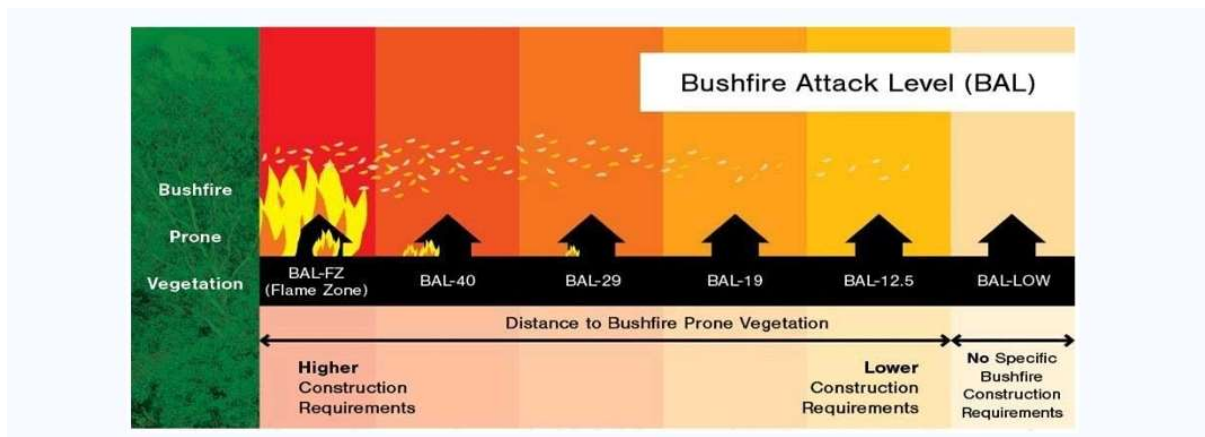 Bushfire Attack Level (BAL)
Bushfire
Prone
Vegetation
BAL-FZ
(Flame Zone)
BAL-40
BAL-29
BAL-19
BAL-12.5
BAL-LOW
Distance to Bushfire Prone Vegetation
Higher
Construction
Requirements
Lower
Construction
Requirements
No Specific
Bushfire
Construction
Requirements